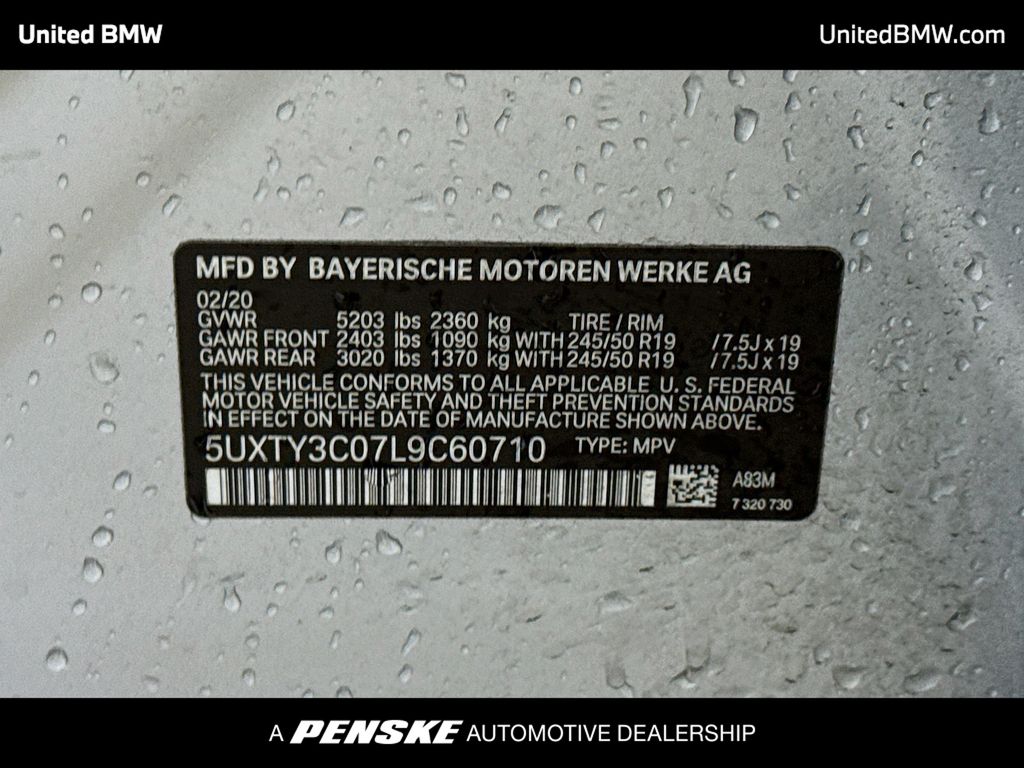 United BMW
UnitedBMW.com
MFD BY BAYERISCHE MOTOREN WERKE AG
02/20
GVWR 5203 lbs 2360 kg TIRE / RIM
GAWR FRONT 2403 lbs 1090 kg WITH 245/50 R19 /7.5J x 19
GAWR REAR 3020 lbs 1370 kg WITH 245/50 R19 /7.5J x 19
THIS VEHICLE CONFORMS TO ALL APPLICABLE U. S. FEDERAL
MOTOR VEHICLE SAFETY AND THEFT PREVENTION STANDARDS
IN EFFECT ON THE DATE OF MANUFACTURE SHOWN ABOVE.
5UXTY3C07L9C60710 TYPE: MPV
A83M
7 320 730
A PENSKE AUTOMOTIVE DEALERSHIP